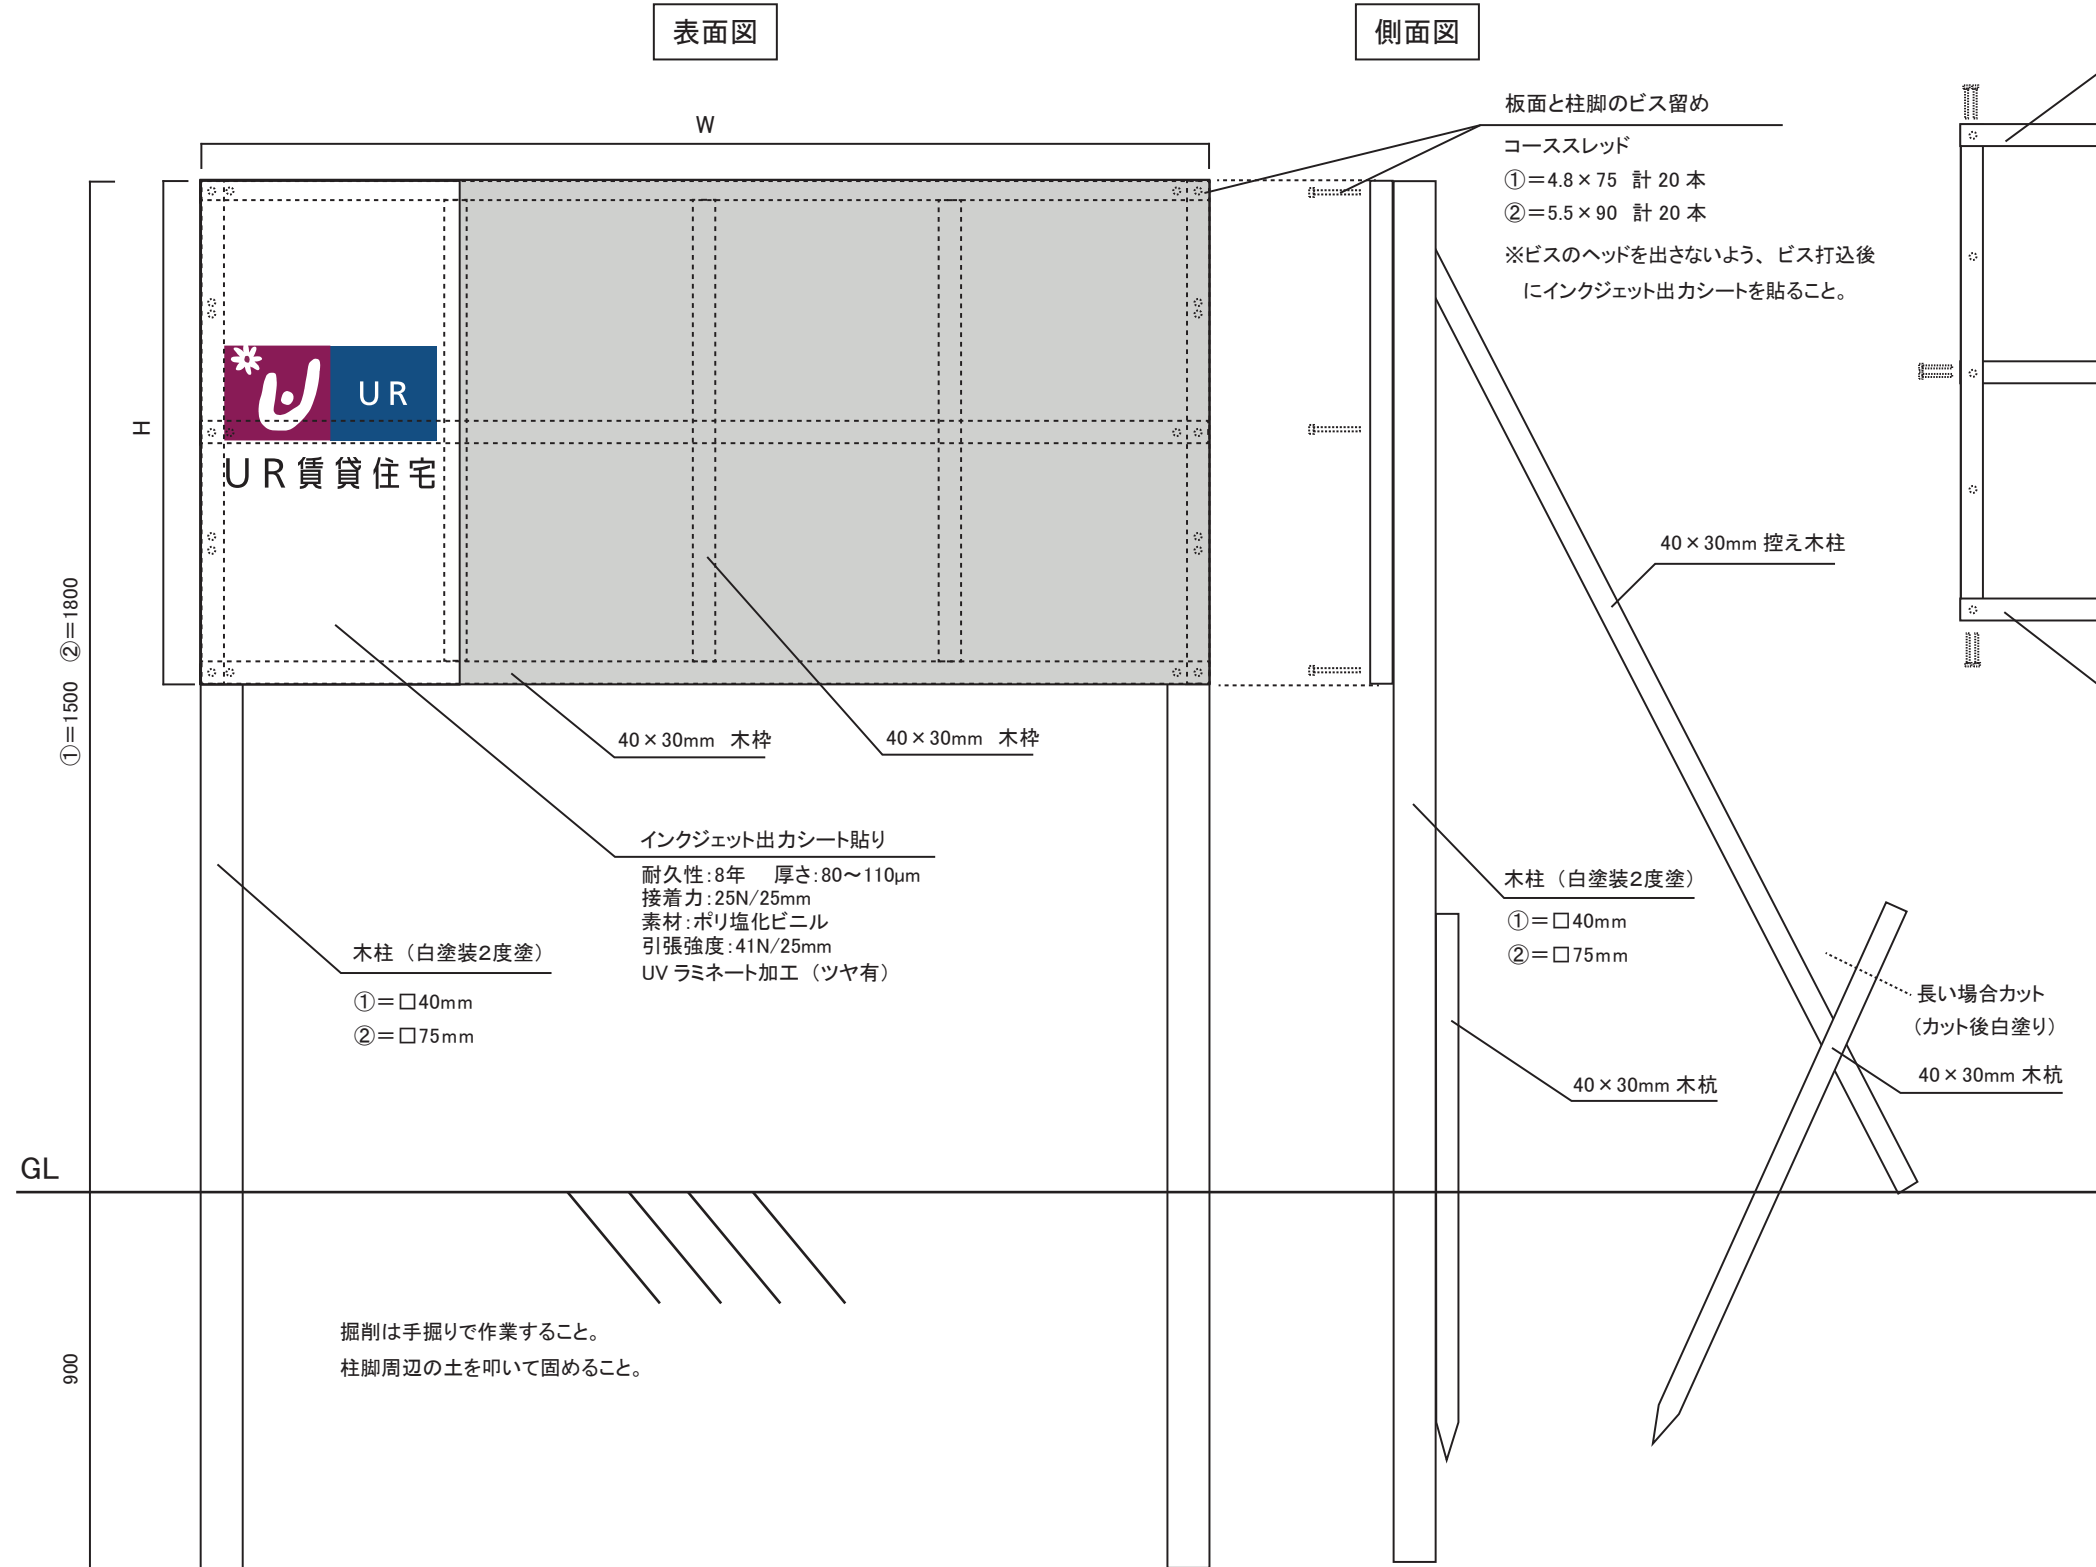 表面図
側面図
W
H
①=1500 ②=1800
900
GL
UR
UR賃貸住宅
40×30mm 木枠
40×30mm 木枠
インクジェット出力シート貼り
耐久性:8年 厚さ:80～110μm
接着力:25N/25mm
素材:ポリ塩化ビニル
引張強度:41N/25mm
UVラミネート加工（ツヤ有）
木柱（白塗装2度塗）
①=□40mm
②=□75mm
掘削は手掘りで作業すること。
柱脚周辺の土を叩いて固めること。
板面と柱脚のビス留め
コーススレッド
①=4.8×75 計20本
②=5.5×90 計20本
※ビスのヘッドを出さないよう、ビス打込後
にインクジェット出力シートを貼ること。
40×30mm 控え木柱
木柱（白塗装2度塗）
①=□40mm
②=□75mm
長い場合カット
（カット後白塗り）
40×30mm 木杭
40×30mm 木杭